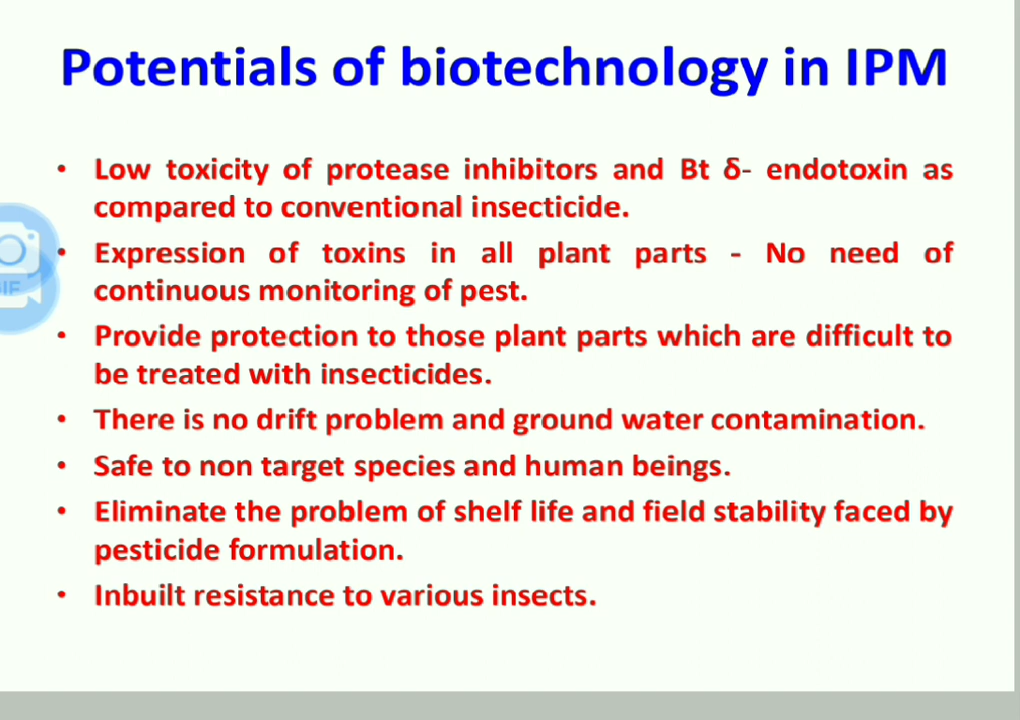 Potentials of biotechnology in IPM
• Low toxicity of protease inhibitors and Bt δ- endotoxin as
compared to conventional insecticide.
• Expression of toxins in all plant parts - No need of
continuous monitoring of pest.
• Provide protection to those plant parts which are difficult to
be treated with insecticides.
• There is no drift problem and ground water contamination.
• Safe to non target species and human beings.
• Eliminate the problem of shelf life and field stability faced by
pesticide formulation.
• Inbuilt resistance to various insects.